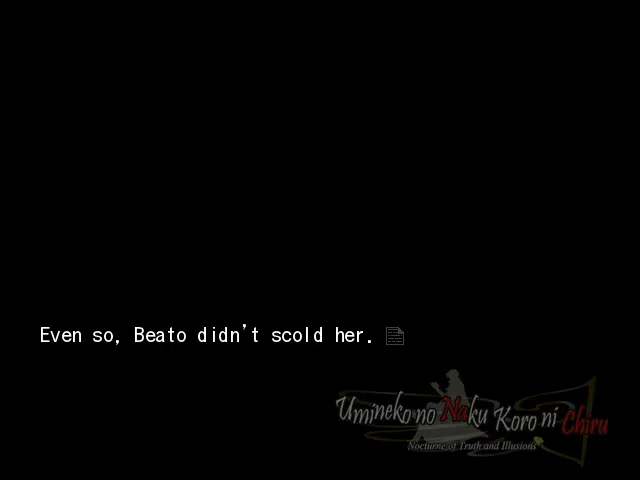 Even so, Beato didn't scold her.
Umineko no Naku Koro ni Chiru
Nocturne of Truth and Illusions